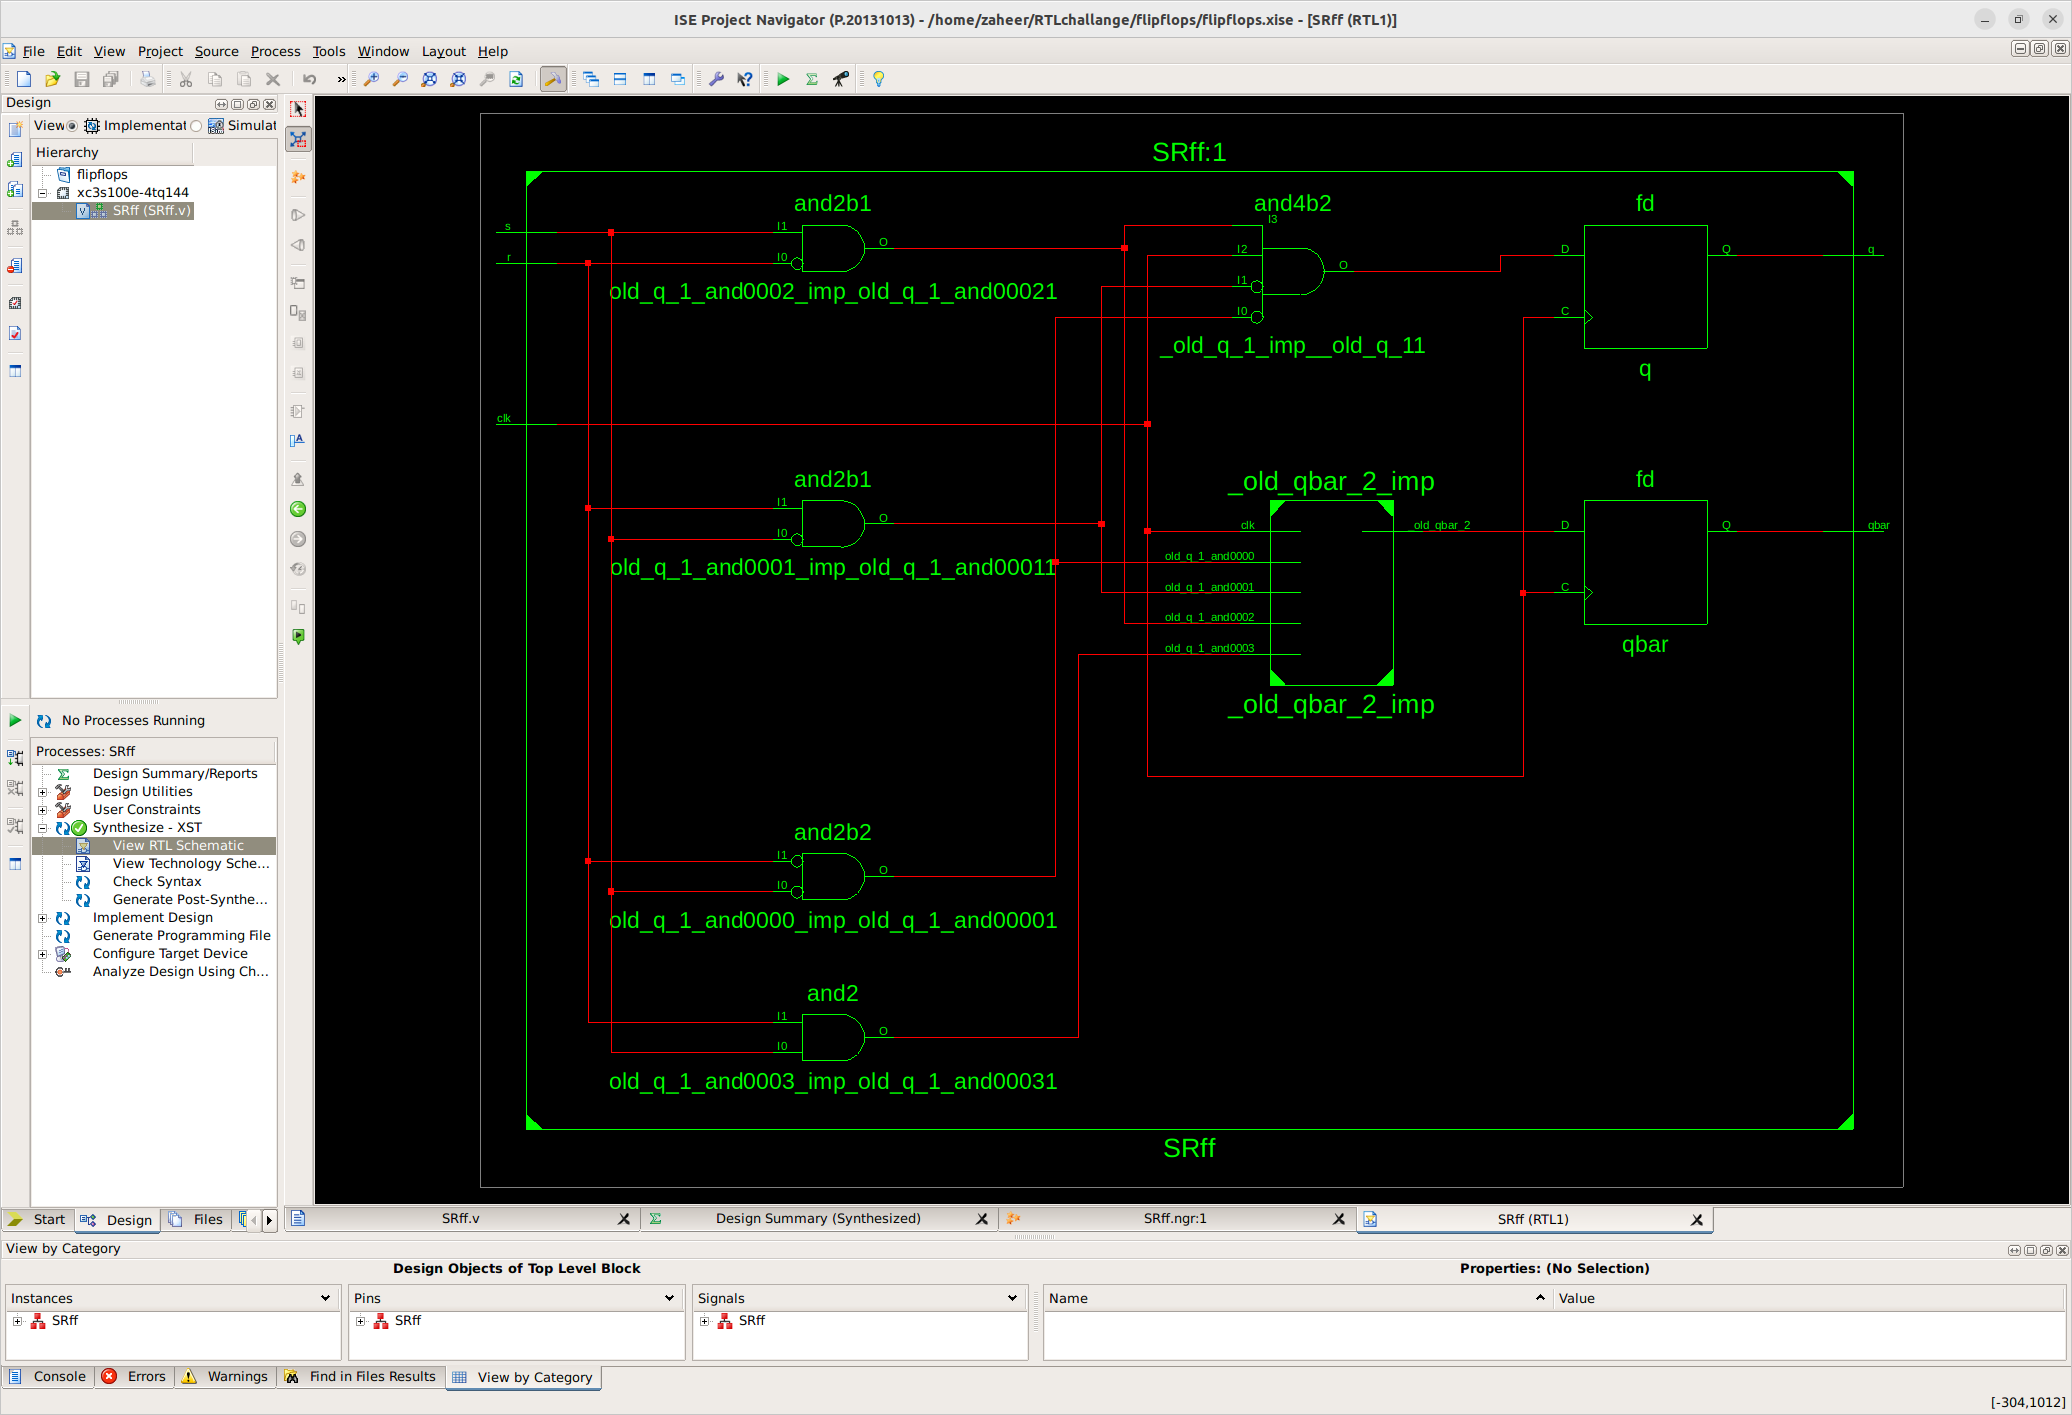 ISE Project Navigator (P.20131013) - /home/zaheer/RTLchallange/flipflops/flipflops.xise - [SRff (RTL1)]
File Edit View Project Source Process Tools Window Layout Help
Design
View Implementat Simulat
Hierarchy
flipflops
xc3s100e-4tq144
SRff (SRff.v)
No Processes Running
Processes: SRff
Design Summary/Reports
Design Utilities
User Constraints
Synthesize - XST
View RTL Schematic
View Technology Sche...
Check Syntax
Generate Post-Synthe...
Implement Design
Generate Programming File
Configure Target Device
Analyze Design Using Ch...
Start Design Files
SRff:1
and2b1 and4b2 fd
s I1 O I3 I2 O D Q q
r I0 I1 I0 C
old_q_1_and0002_imp_old_q_1_and00021
_old_q_1_imp__old_q_11
q
clk
and2b1 _old_qbar_2_imp fd
I1 O clk _old_qbar_2 D Q qbar
I0 old_q_1_and0000
old_q_1_and0001_imp_old_q_1_and00011
old_q_1_and0001 C
old_q_1_and0002
old_q_1_and0003
qbar
_old_qbar_2_imp
and2b2
I1 O
I0
old_q_1_and0000_imp_old_q_1_and00001
and2
I1 O
I0
old_q_1_and0003_imp_old_q_1_and00031
SRff
SRff.v Design Summary (Synthesized) SRff.ngr:1 SRff (RTL1)
View by Category
Design Objects of Top Level Block Properties: (No Selection)
Instances Pins Signals Name Value
SRff SRff SRff
Console Errors Warnings Find in Files Results View by Category
[-304,1012]